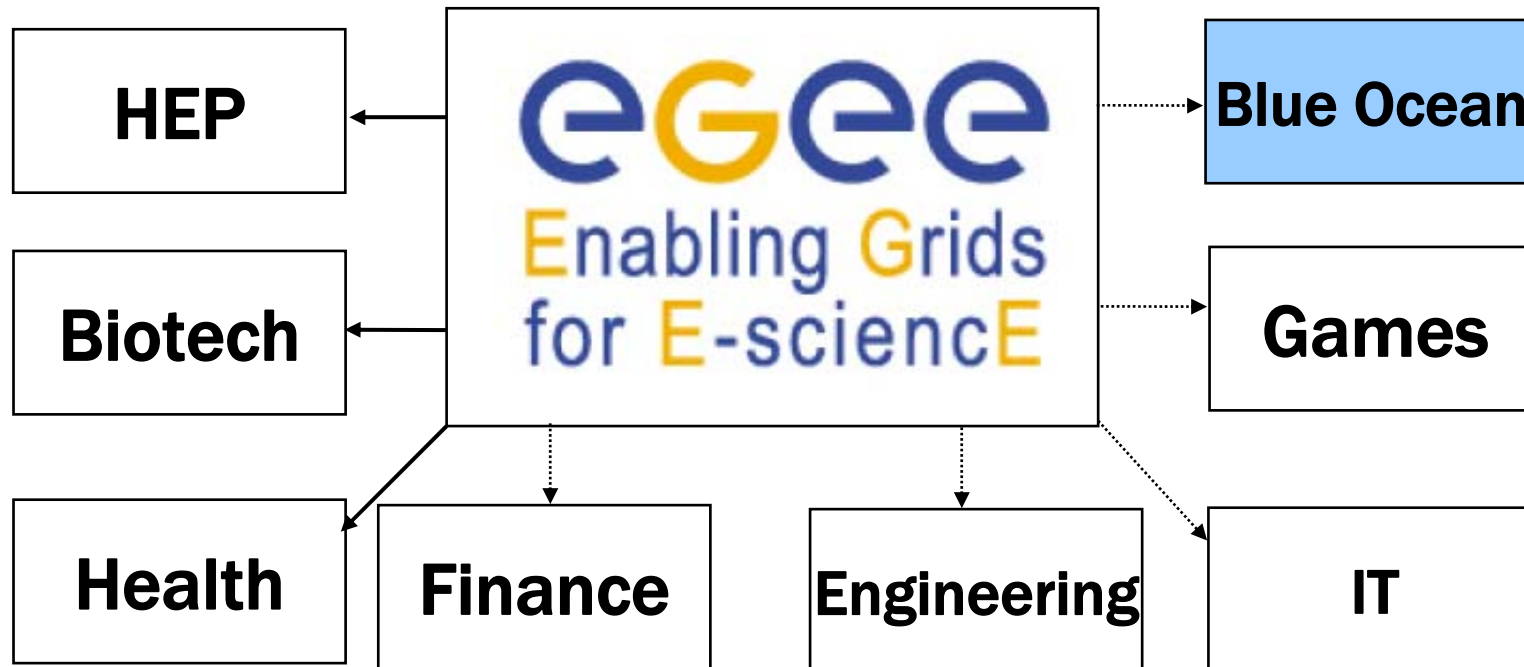 HEP
egee
Enabling Grids
for E-sciencE
Blue Ocean
Biotech
Games
Health
Finance
Engineering
IT